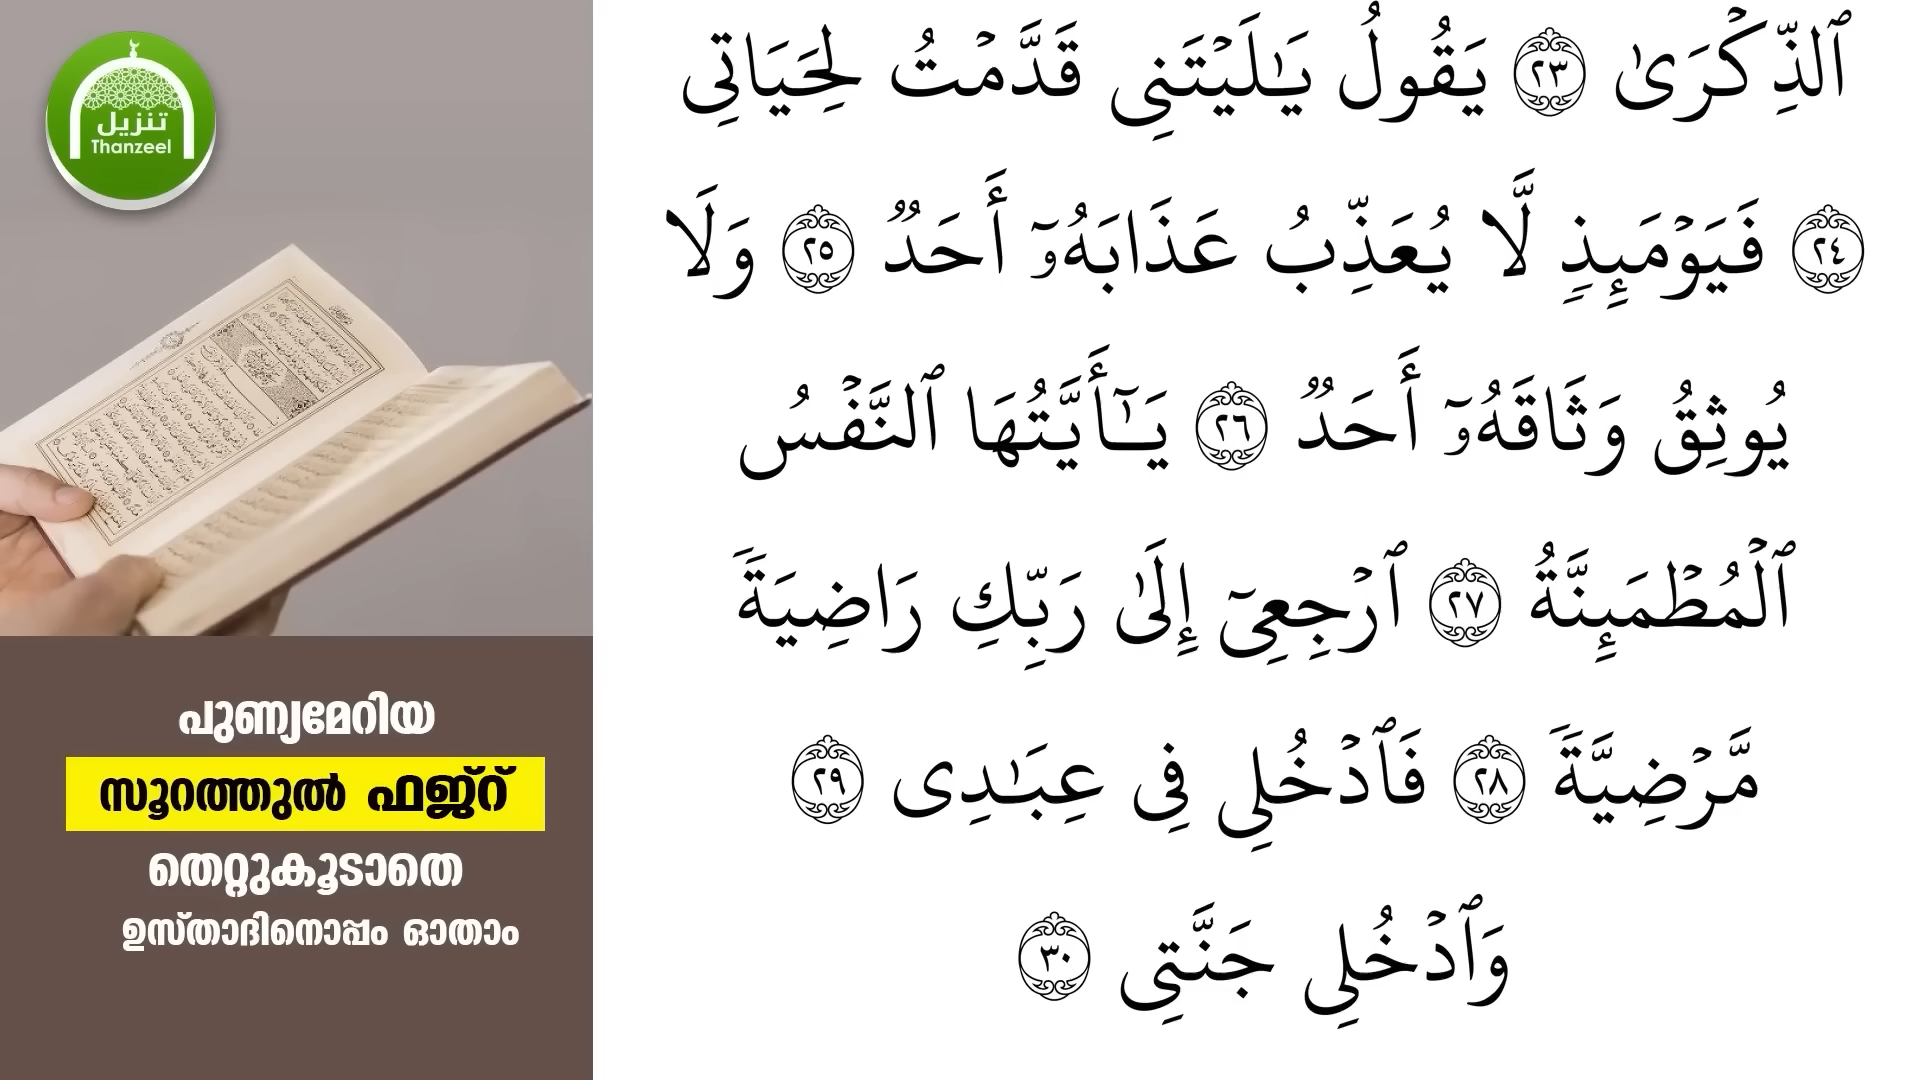 تنزيل
Thanzeel
പുണ്യമേറിയ
സൂറത്തുൽ ഫജ്റ്
തെറ്റുകൂടാതെ
ഉസ്താദിനൊപ്പം ഓതാം
ٱلذِّكْرَىٰ ٢٣ يَقُولُ يَٰلَيْتَنِى قَدَّمْتُ لِحَيَاتِى
٢٤ فَيَوْمَئِذٍ لَّا يُعَذِّبُ عَذَابَهُۥٓ أَحَدٌ ٢٥ وَلَا
يُوثِقُ وَثَاقَهُۥٓ أَحَدٌ ٢٦ يَٰٓأَيَّتُهَا ٱلنَّفْسُ
ٱلْمُطْمَئِنَّةُ ٢٧ ٱرْجِعِىٓ إِلَىٰ رَبِّكِ رَاضِيَةً
مَّرْضِيَّةً ٢٨ فَٱدْخُلِى فِى عِبَٰدِى ٢٩
وَٱدْخُلِى جَنَّتِى ٣٠